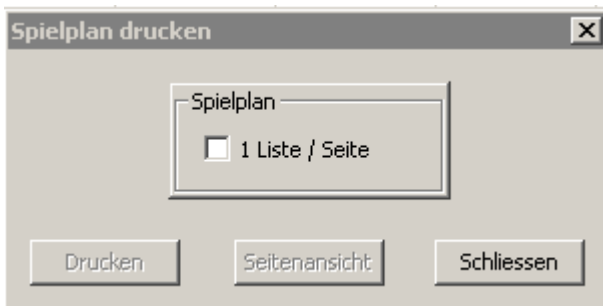 Spielplan drucken
Spielplan
1 Liste / Seite
Drucken
Seitenansicht
Schliessen